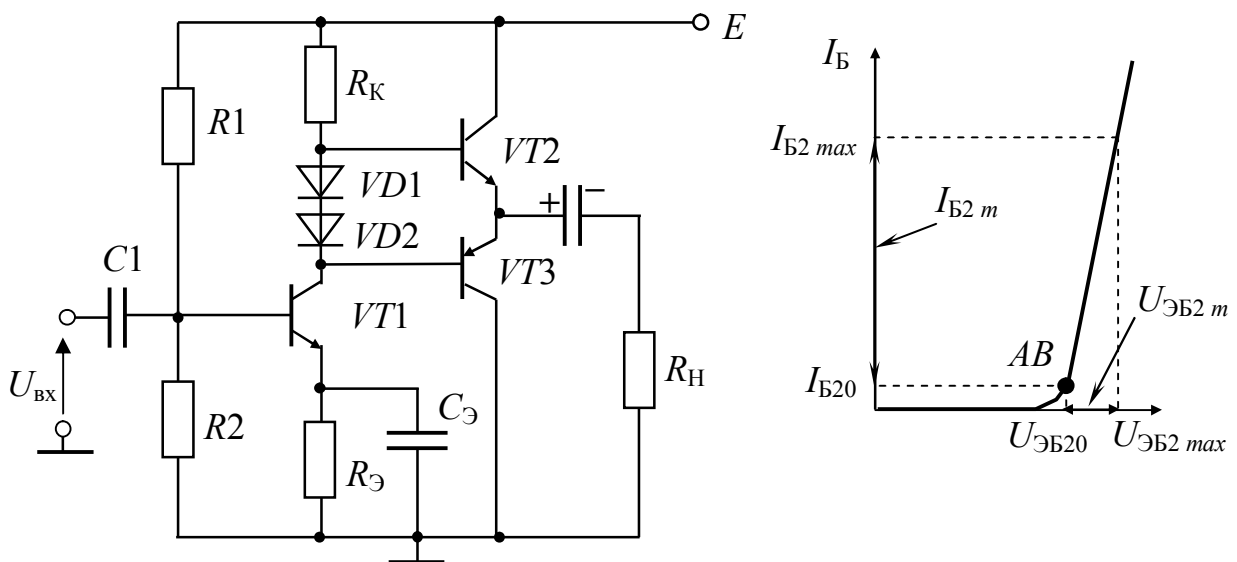 E
R1
RК
VT2
VD1
VD2
C1
VT3
VT1
Uвх
R2
RЭ
CЭ
RН
IБ
IБ2 max
IБ2 m
UЭБ2 m
AB
IБ20
UЭБ20
UЭБ2 max
+
−